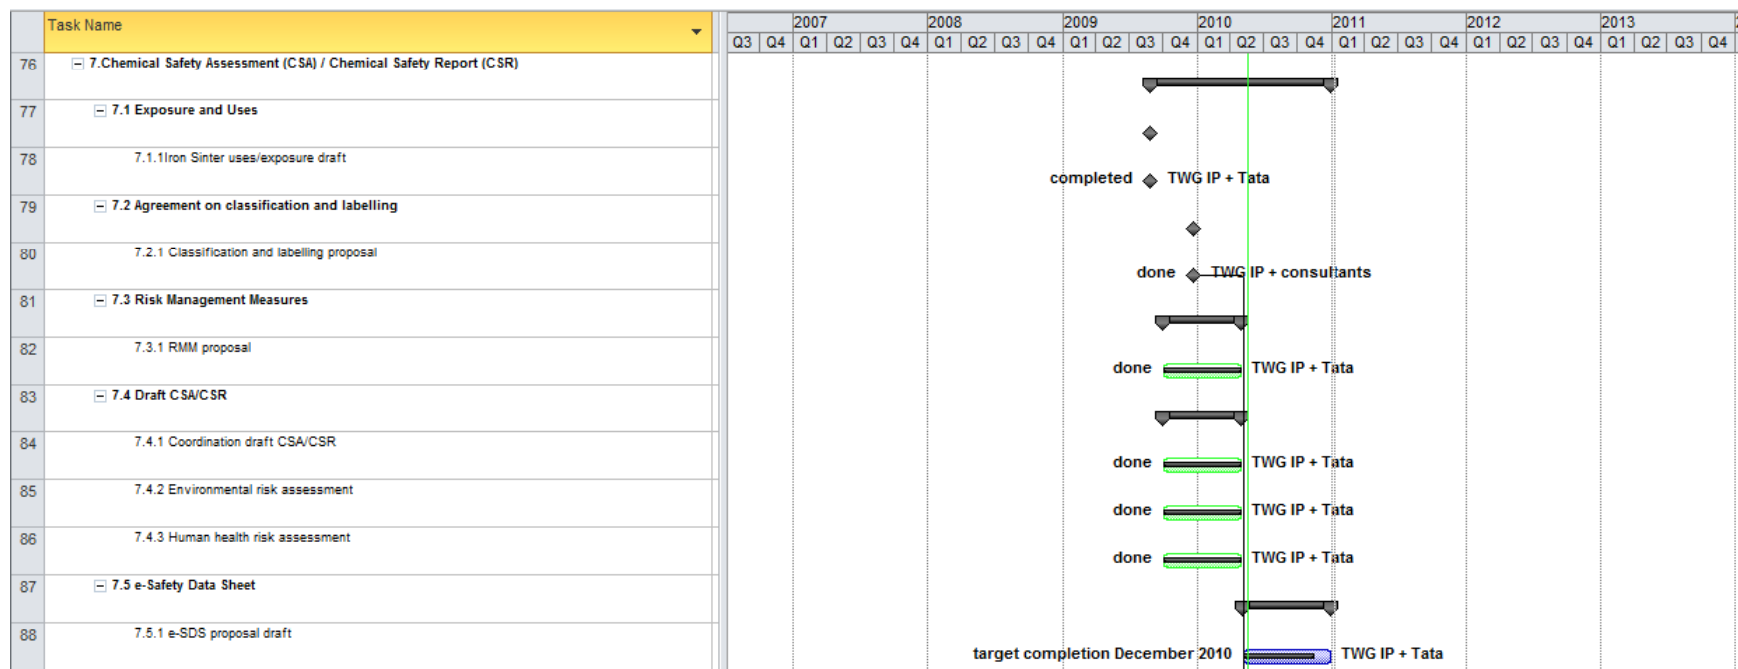 Task Name
2007 2008 2009 2010 2011 2012 2013 2
Q3 Q4 Q1 Q2 Q3 Q4 Q1 Q2 Q3 Q4 Q1 Q2 Q3 Q4 Q1 Q2 Q3 Q4 Q1 Q2 Q3 Q4 Q1 Q2 Q3 Q4 Q1 Q2 Q3 Q4
76 7.Chemical Safety Assessment (CSA) / Chemical Safety Report (CSR)
77 7.1 Exposure and Uses
78 7.1.1Iron Sinter uses/exposure draft completed TWG IP + Tata
79 7.2 Agreement on classification and labelling
80 7.2.1 Classification and labelling proposal done TWG IP + consultants
81 7.3 Risk Management Measures
82 7.3.1 RMM proposal done TWG IP + Tata
83 7.4 Draft CSA/CSR
84 7.4.1 Coordination draft CSA/CSR done TWG IP + Tata
85 7.4.2 Environmental risk assessment done TWG IP + Tata
86 7.4.3 Human health risk assessment done TWG IP + Tata
87 7.5 e-Safety Data Sheet
88 7.5.1 e-SDS proposal draft target completion December 2010 TWG IP + Tata